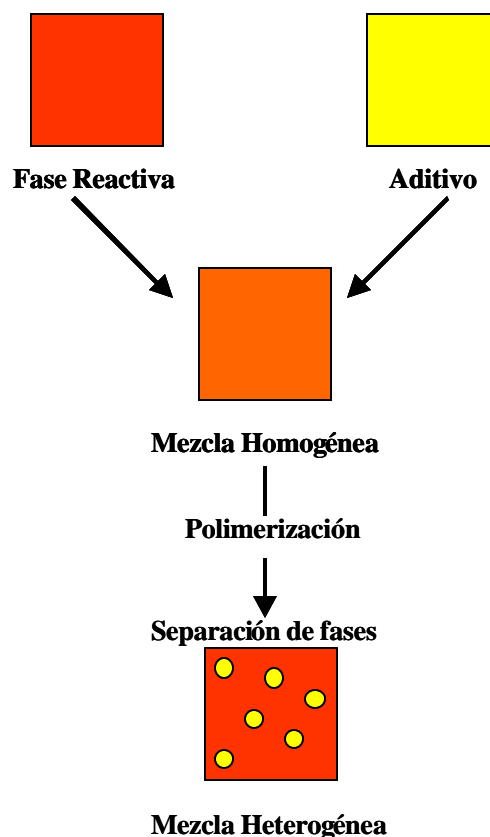 Fase Reactiva
Aditivo
Mezcla Homogénea
Polimerización
Separación de fases
Mezcla Heterogénea